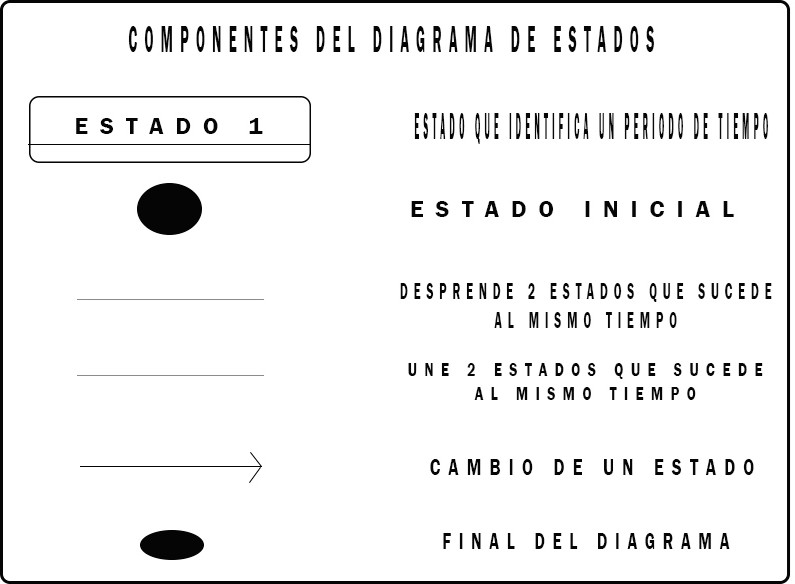 COMPONENTES DEL DIAGRAMA DE ESTADOS
ESTADO 1
ESTADO QUE IDENTIFICA UN PERIODO DE TIEMPO
ESTADO INICIAL
DESPRENDE 2 ESTADOS QUE SUCEDE
AL MISMO TIEMPO
UNE 2 ESTADOS QUE SUCEDE
AL MISMO TIEMPO
CAMBIO DE UN ESTADO
FINAL DEL DIAGRAMA